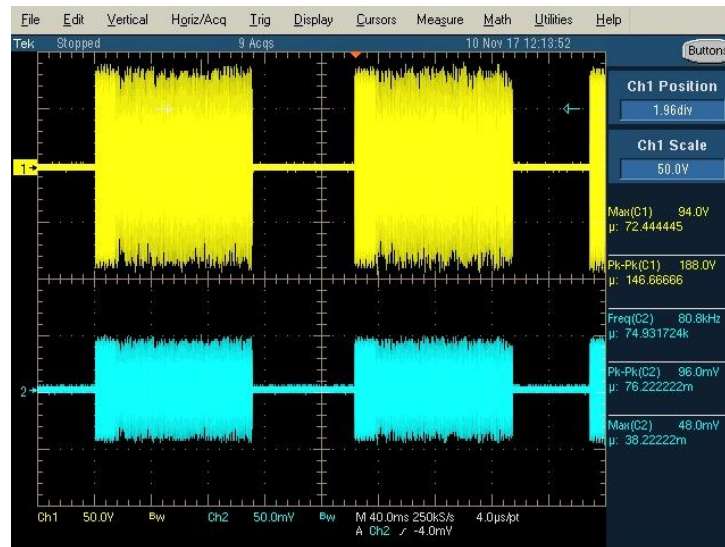 File Edit Vertical Horiz/Acq Trig Display Cursors Measure Math Utilities Help
Tek Stopped 9 Acqs 10 Nov 17 12:13:52
Buttons
Ch1 Position
1.96div
Ch1 Scale
50.0V
1
Max(C1) 94.0V
µ: 72.444445
Pk-Pk(C1) 188.0V
µ: 146.66666
Freq(C2) 80.8kHz
µ: 74.931724k
Pk-Pk(C2) 96.0mV
µ: 76.222222m
2
Max(C2) 48.0mV
µ: 38.22222m
Ch1 50.0V Bw Ch2 50.0mV Bw M 40.0ms 250kS/s 4.0µs/pt
A Ch2 -4.0mV